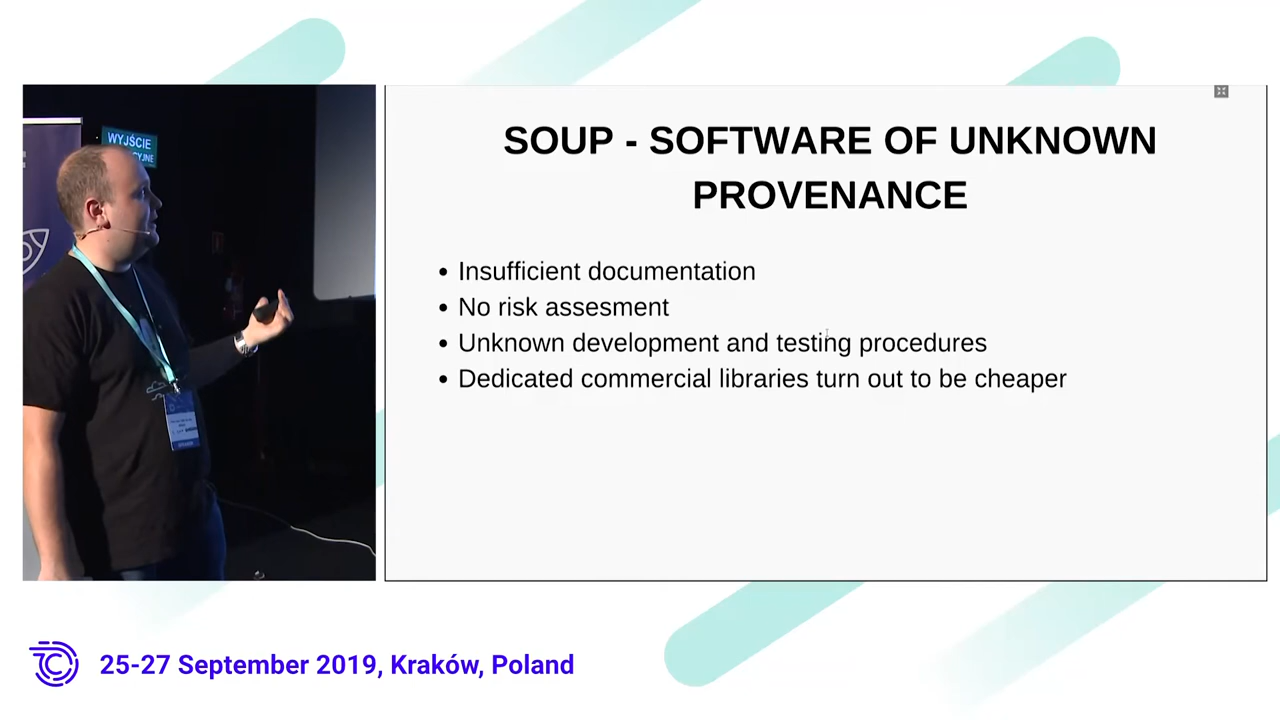 WYJŚCIE
SOUP - SOFTWARE OF UNKNOWN
PROVENANCE
Insufficient documentation
No risk assesment
Unknown development and testing procedures
Dedicated commercial libraries turn out to be cheaper
25-27 September 2019, Kraków, Poland